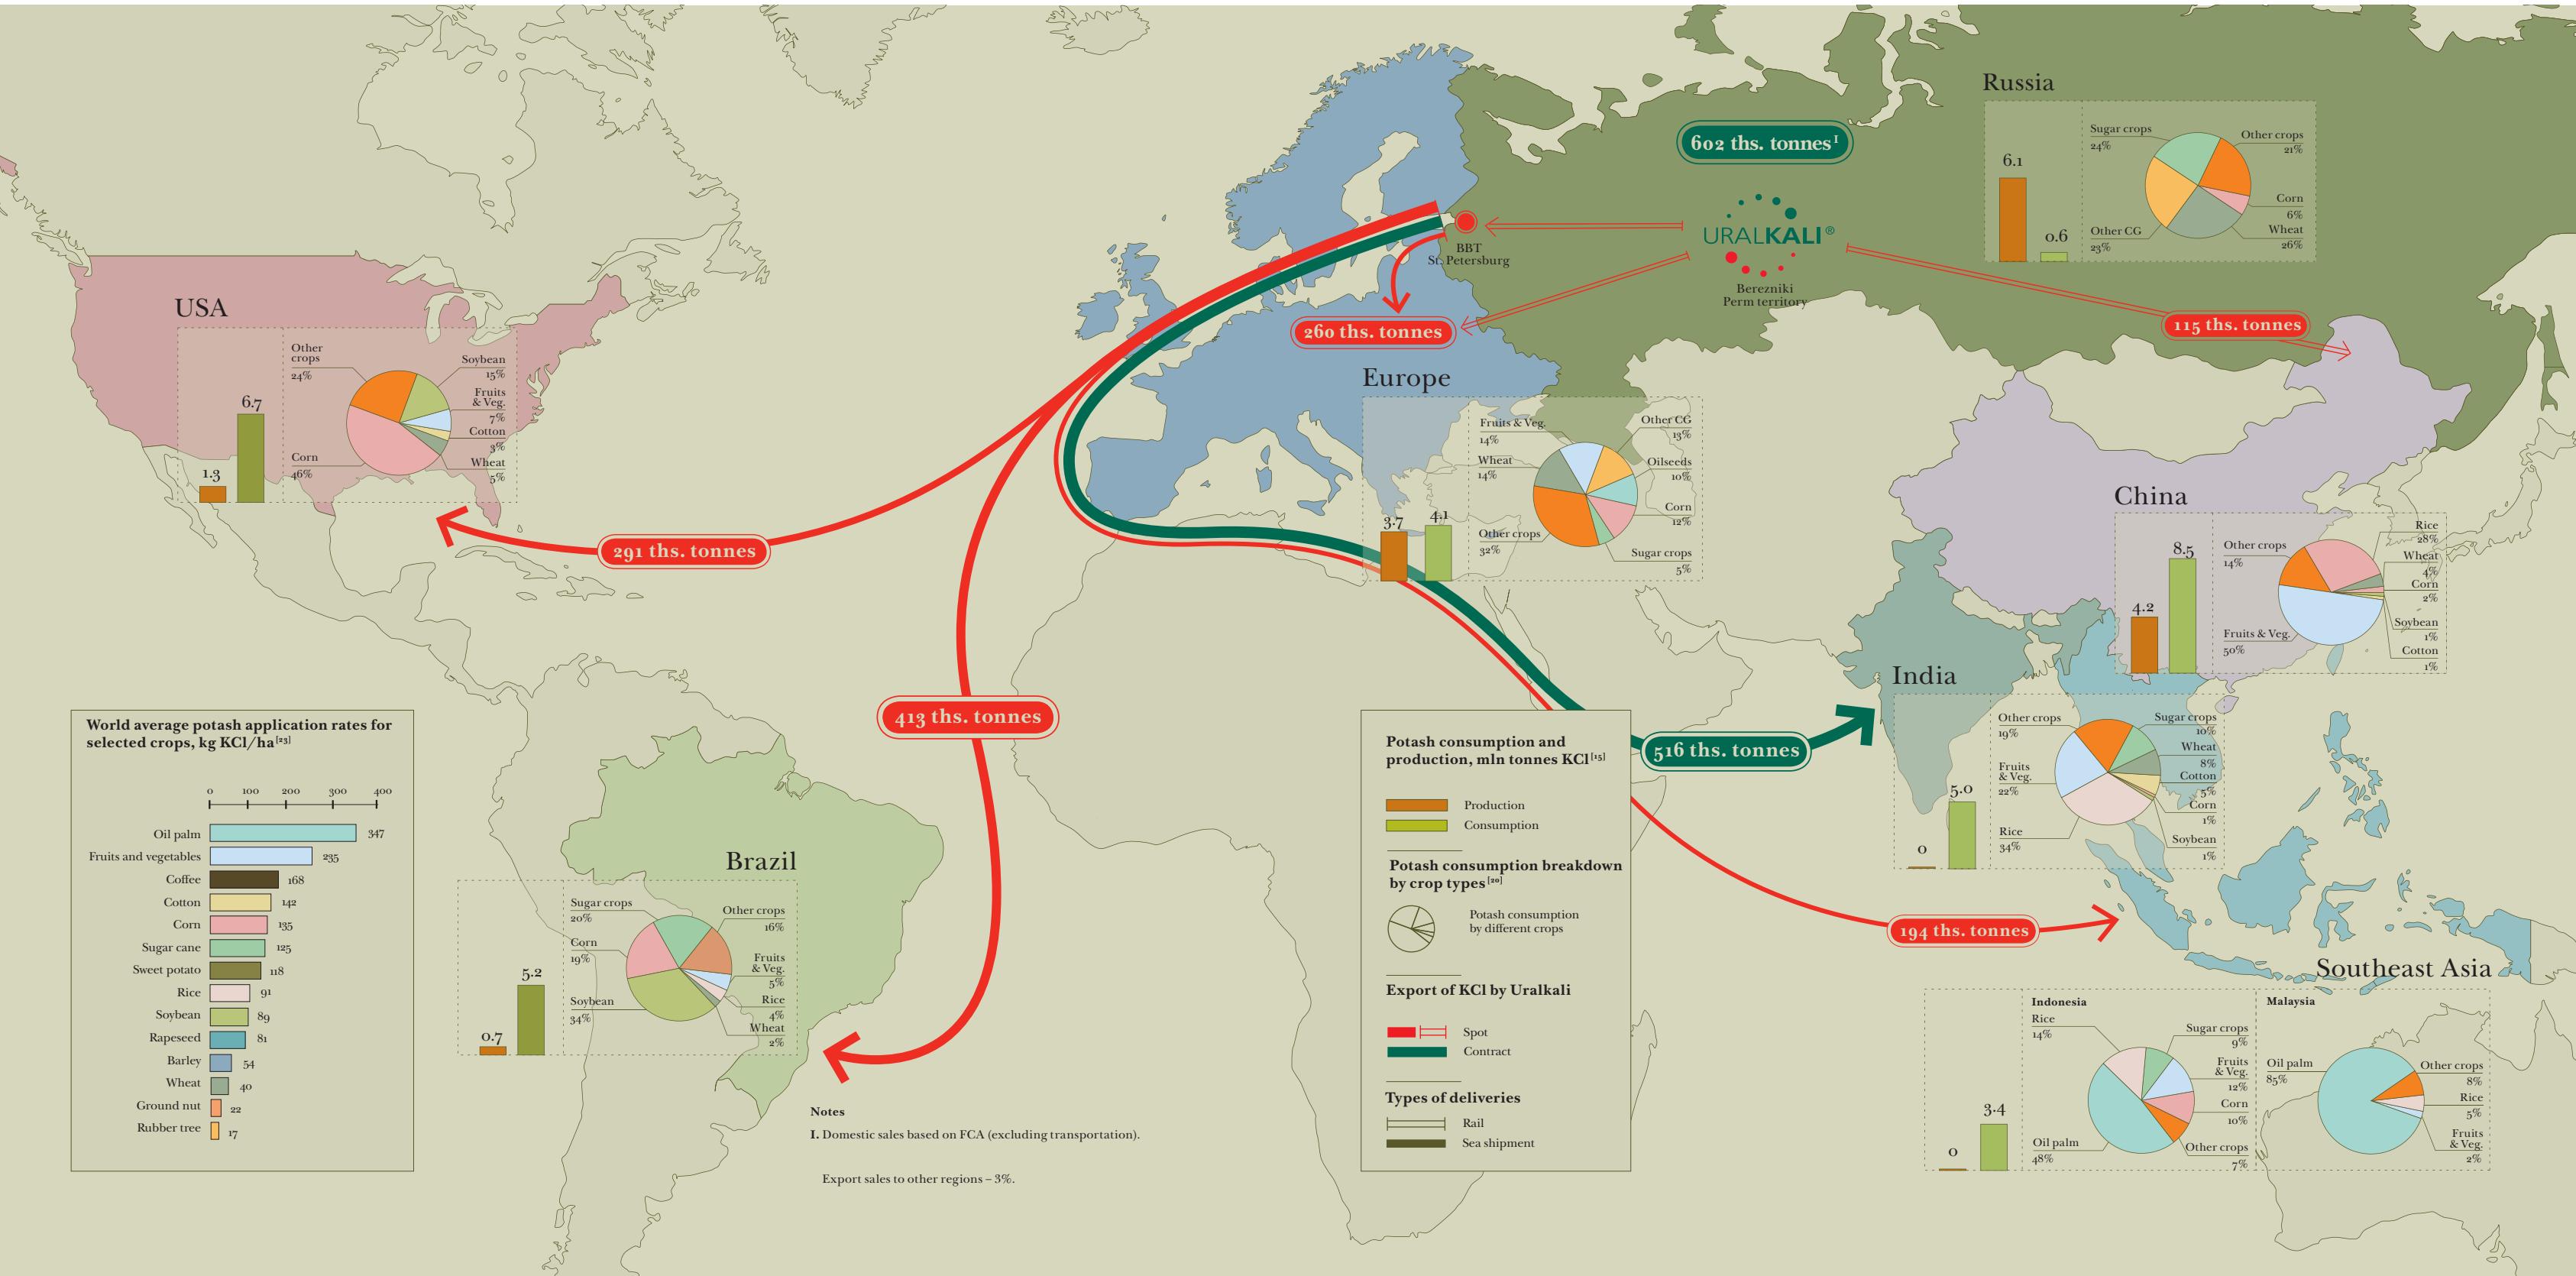 Russia
6.1
0.6
Sugar crops
24%
Other crops
21%
Corn
6%
Other CG
23%
Wheat
26%
602 ths. tonnes I
URALKALI®
Berezniki
Perm territory
BBT
St. Petersburg
260 ths. tonnes
115 ths. tonnes
USA
1.3
6.7
Other
crops
24%
Soybean
15%
Fruits
& Veg.
7%
Cotton
3%
Corn
46%
Wheat
5%
291 ths. tonnes
Europe
3.7
4.1
Fruits & Veg.
14%
Other CG
13%
Wheat
14%
Oilseeds
10%
Corn
12%
Other crops
32%
Sugar crops
5%
China
4.2
8.5
Other crops
14%
Rice
28%
Wheat
4%
Corn
2%
Fruits & Veg.
50%
Soybean
1%
Cotton
1%
India
0
5.0
Other crops
19%
Sugar crops
10%
Wheat
8%
Fruits
& Veg.
22%
Cotton
5%
Corn
1%
Rice
34%
Soybean
1%
413 ths. tonnes
516 ths. tonnes
194 ths. tonnes
World average potash application rates for
selected crops, kg KCl/ha [23]
0 100 200 300 400
Oil palm 347
Fruits and vegetables 235
Coffee 168
Cotton 142
Corn 135
Sugar cane 125
Sweet potato 118
Rice 91
Soybean 89
Rapeseed 81
Barley 54
Wheat 40
Ground nut 22
Rubber tree 17
Brazil
0.7
5.2
Sugar crops
20%
Other crops
16%
Corn
19%
Fruits
& Veg.
5%
Soybean
34%
Rice
4%
Wheat
2%
Notes
I. Domestic sales based on FCA (excluding transportation).
Export sales to other regions – 3%.
Potash consumption and
production, mln tonnes KCl [15]
Production
Consumption
Potash consumption breakdown
by crop types [20]
Potash consumption
by different crops
Export of KCl by Uralkali
Spot
Contract
Types of deliveries
Rail
Sea shipment
Southeast Asia
0
3.4
Indonesia
Rice
14%
Sugar crops
9%
Fruits
& Veg.
12%
Corn
10%
Oil palm
48%
Other crops
7%
Malaysia
Oil palm
85%
Other crops
8%
Rice
5%
Fruits
& Veg.
2%